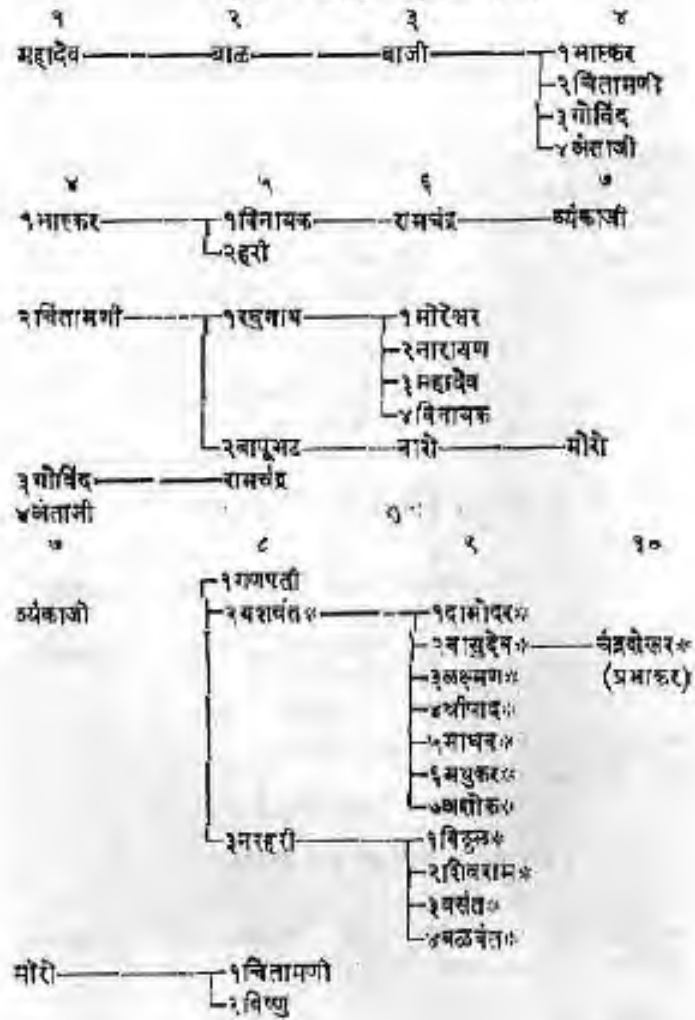 १ २ ३ ४
महादेव बाळ बाजी १ भास्कर
२ चिंतामणी
३ गोविंद
४ अंताजी
४ ५ ६ ७
१ भास्कर १ विनायक रामचंद्र व्यंकाजी
२ हरी
२ चिंतामणी १ रघुनाथ १ मोरेश्वर
२ नारायण
३ महादेव
४ विनायक
२ बापूभट नारो मोरो
३ गोविंद रामचंद्र
४ अंताजी
७ ८ ९ १०
१ गणपती
व्यंकाजी २ यशवंत* १ दामोदर*
२ वासुदेव* चंद्रशेखर*
३ लक्ष्मण* (प्रभाकर)
४ श्रीपाद*
५ माधव*
६ मधुकर*
७ अशोक*
३ नरहरी १ विठ्ठल*
२ शिवराम*
३ वसंत*
४ बळवंत*
मोरो १ चिंतामणी
२ विष्णु